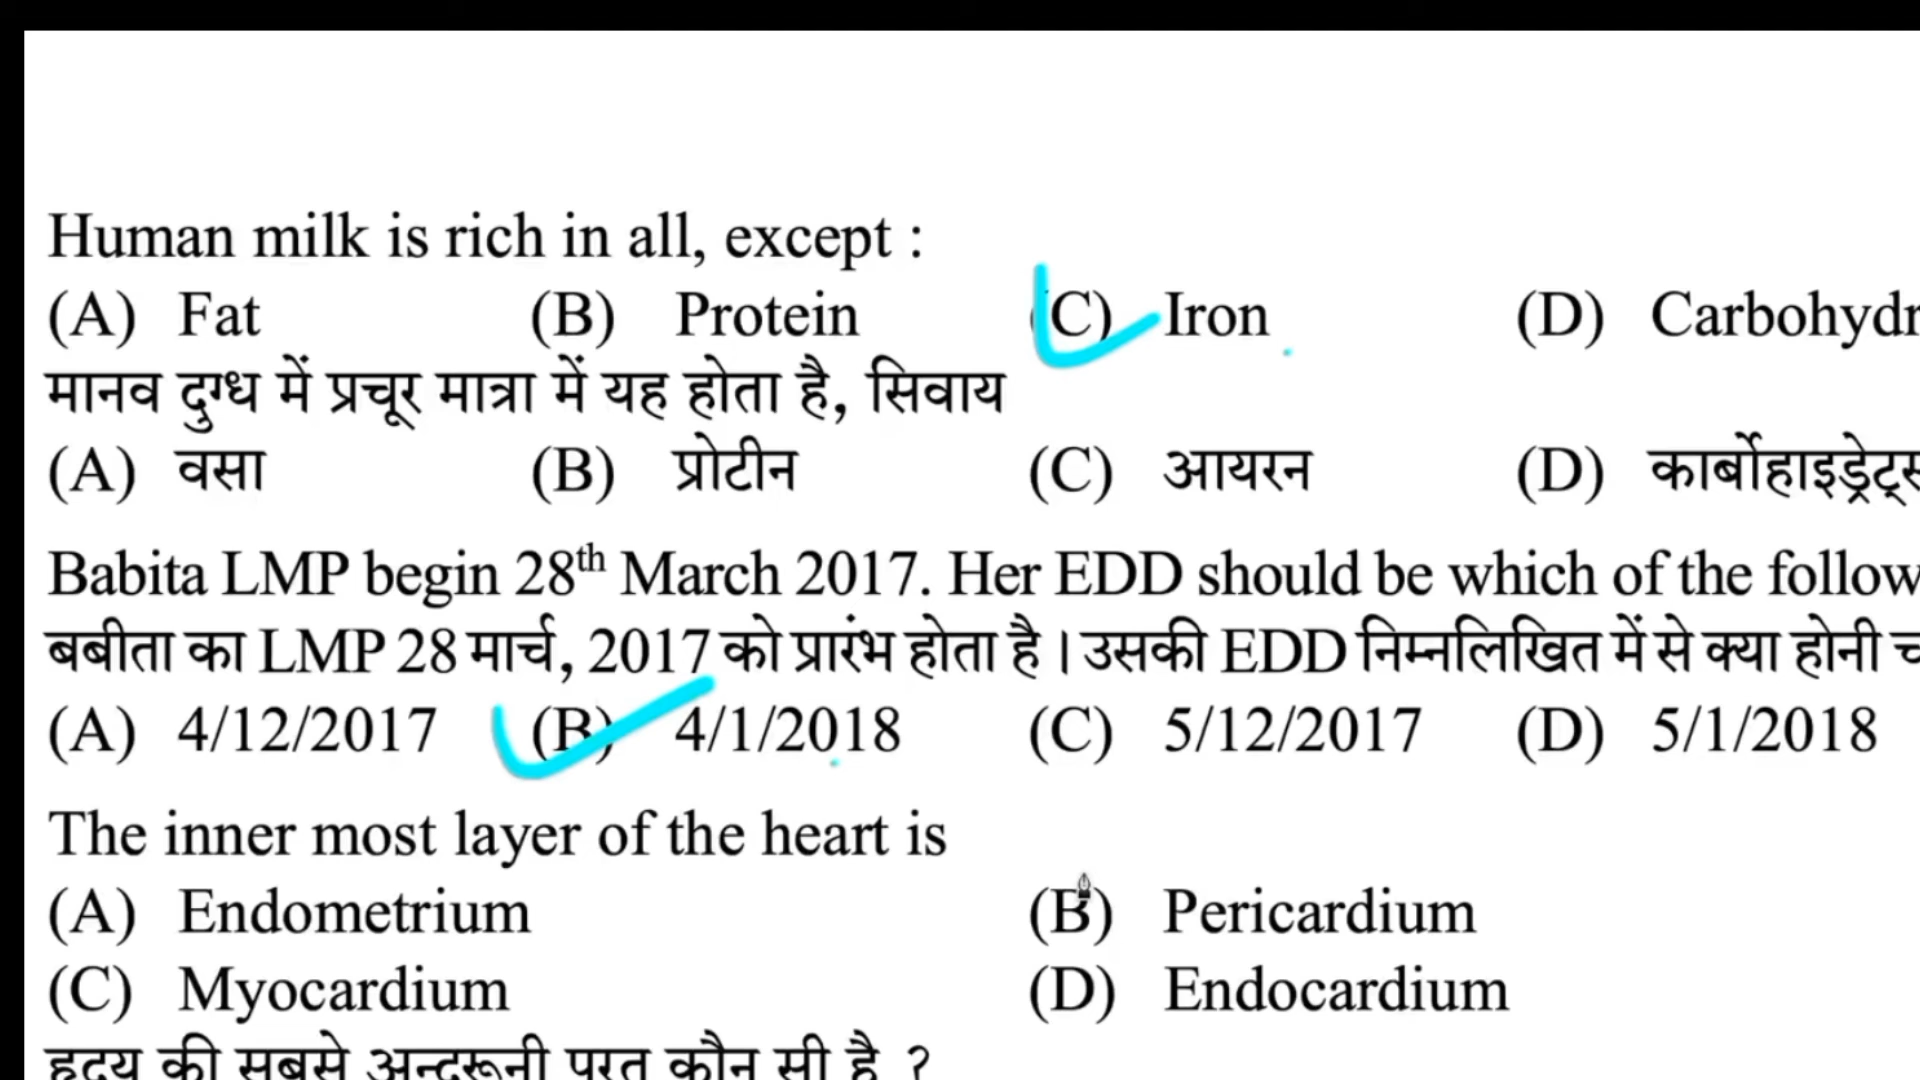 Human milk is rich in all, except :
(A) Fat (B) Protein (C) Iron (D) Carbohydr
मानव दुग्ध में प्रचूर मात्रा में यह होता है, सिवाय
(A) वसा (B) प्रोटीन (C) आयरन (D) कार्बोहाइड्रेट्स
Babita LMP begin 28th March 2017. Her EDD should be which of the follow
बबीता का LMP 28 मार्च, 2017 को प्रारंभ होता है। उसकी EDD निम्नलिखित में से क्या होनी च
(A) 4/12/2017 (B) 4/1/2018 (C) 5/12/2017 (D) 5/1/2018
The inner most layer of the heart is
(A) Endometrium (B) Pericardium
(C) Myocardium (D) Endocardium
हृदय की सबसे अन्दरूनी परत कौन सी है ?